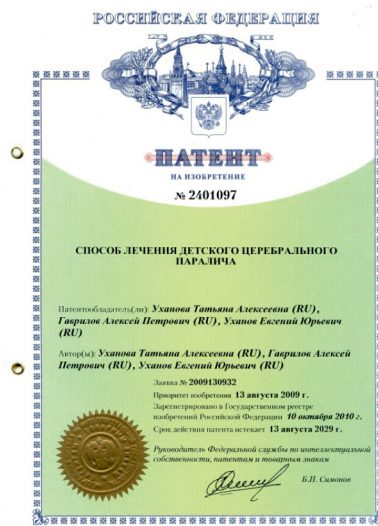 РОССИЙСКАЯ ФЕДЕРАЦИЯ
ПАТЕНТ
НА ИЗОБРЕТЕНИЕ
№ 2401097
СПОСОБ ЛЕЧЕНИЯ ДЕТСКОГО ЦЕРЕБРАЛЬНОГО
ПАРАЛИЧА
Патентообладатель(ли): Уханова Татьяна Алексеевна (RU),
Гаврилов Алексей Петрович (RU), Уханов Евгений Юрьевич
(RU)
Автор(ы): Уханова Татьяна Алексеевна (RU), Гаврилов Алексей
Петрович (RU), Уханов Евгений Юрьевич (RU)
Заявка № 2009130932
Приоритет изобретения 13 августа 2009 г.
Зарегистрировано в Государственном реестре
изобретений Российской Федерации 10 октября 2010 г.
Срок действия патента истекает 13 августа 2029 г.
Руководитель Федеральной службы по интеллектуальной
собственности, патентам и товарным знакам
Б.П. Симонов